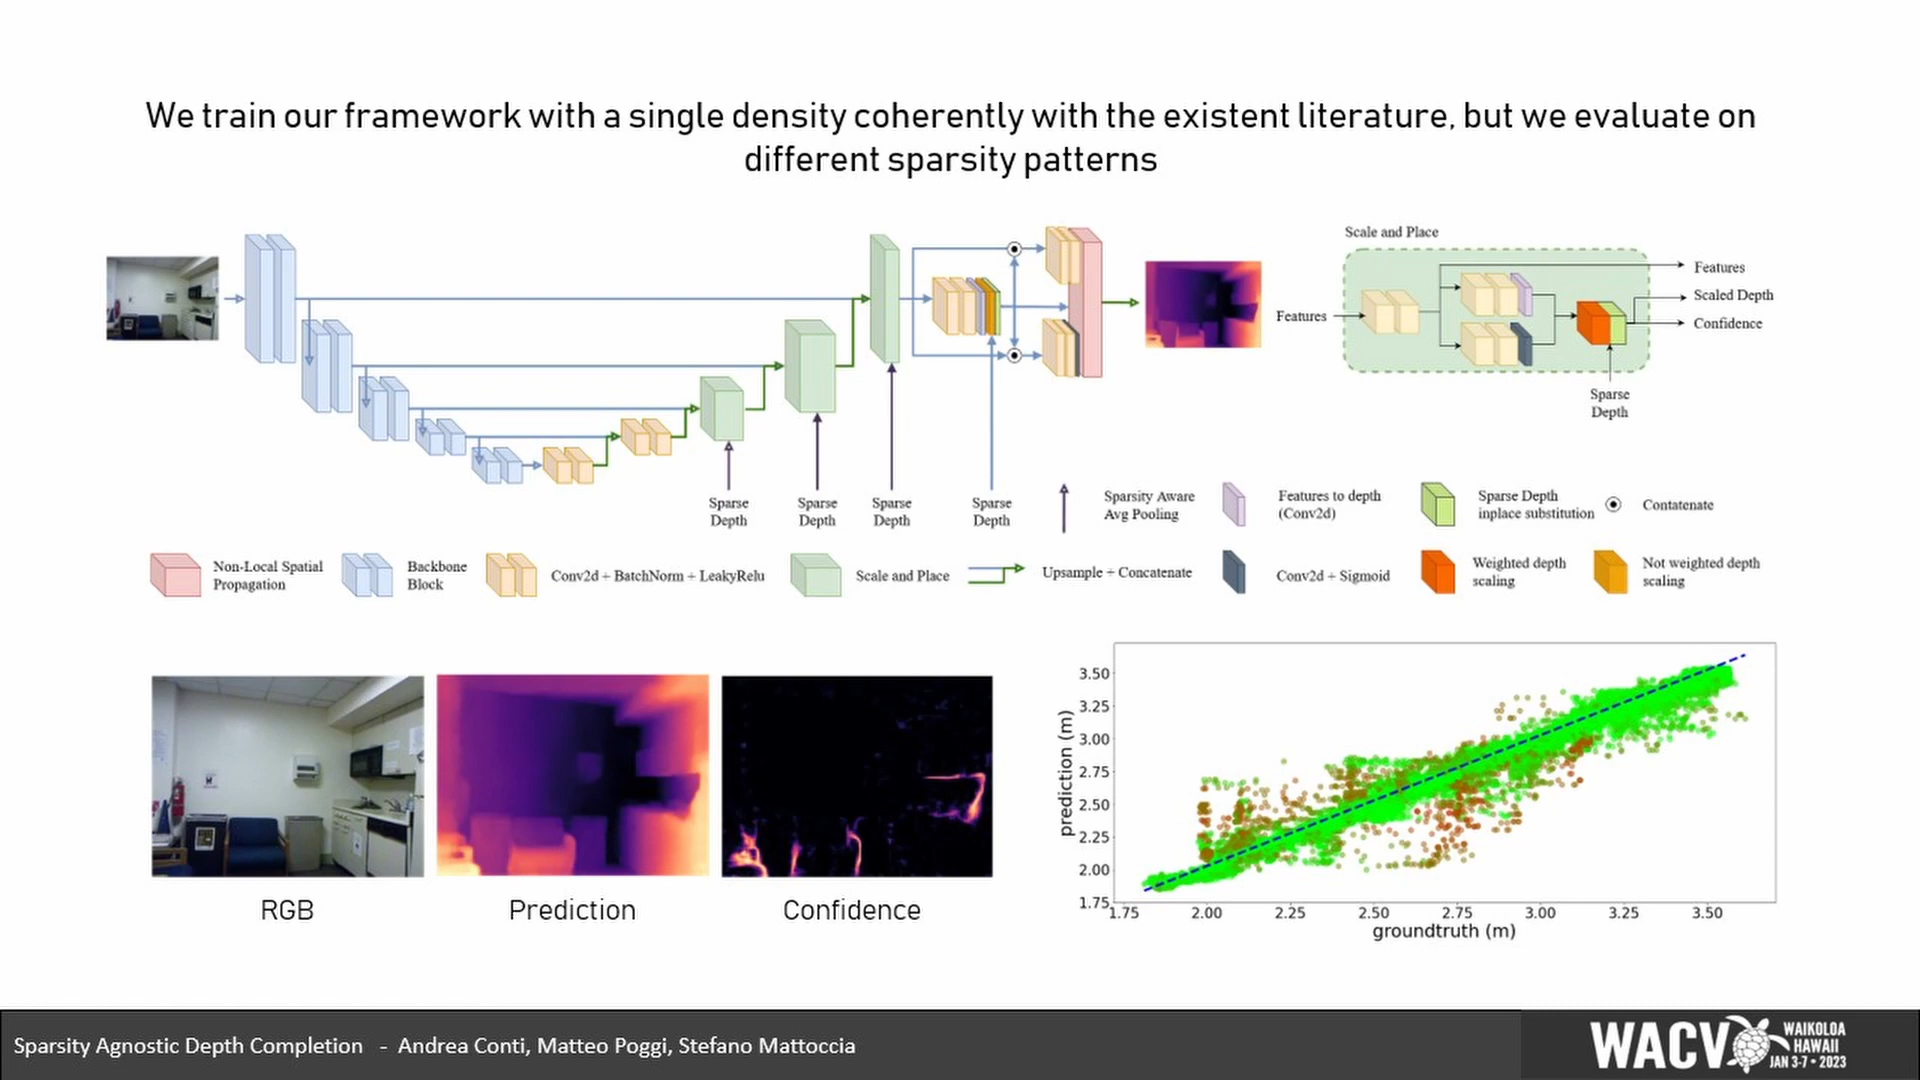 We train our framework with a single density coherently with the existent literature, but we evaluate on
different sparsity patterns
Scale and Place
Features
Features
Scaled Depth
Confidence
Sparse
Depth
Sparse
Depth
Sparse
Depth
Sparse
Depth
Sparse
Depth
Sparsity Aware
Avg Pooling
Features to depth
(Conv2d)
Sparse Depth
inplace substitution
Contatenate
Non-Local Spatial
Propagation
Backbone
Block
Conv2d + BatchNorm + LeakyRelu
Scale and Place
Upsample + Concatenate
Conv2d + Sigmoid
Weighted depth
scaling
Not weighted depth
scaling
RGB
Prediction
Confidence
prediction (m)
3.50
3.25
3.00
2.75
2.50
2.25
2.00
1.75
1.75 2.00 2.25 2.50 2.75 3.00 3.25 3.50
groundtruth (m)
Sparsity Agnostic Depth Completion - Andrea Conti, Matteo Poggi, Stefano Mattoccia
WACV
WAIKOLOA
HAWAII
JAN 3-7 • 2023